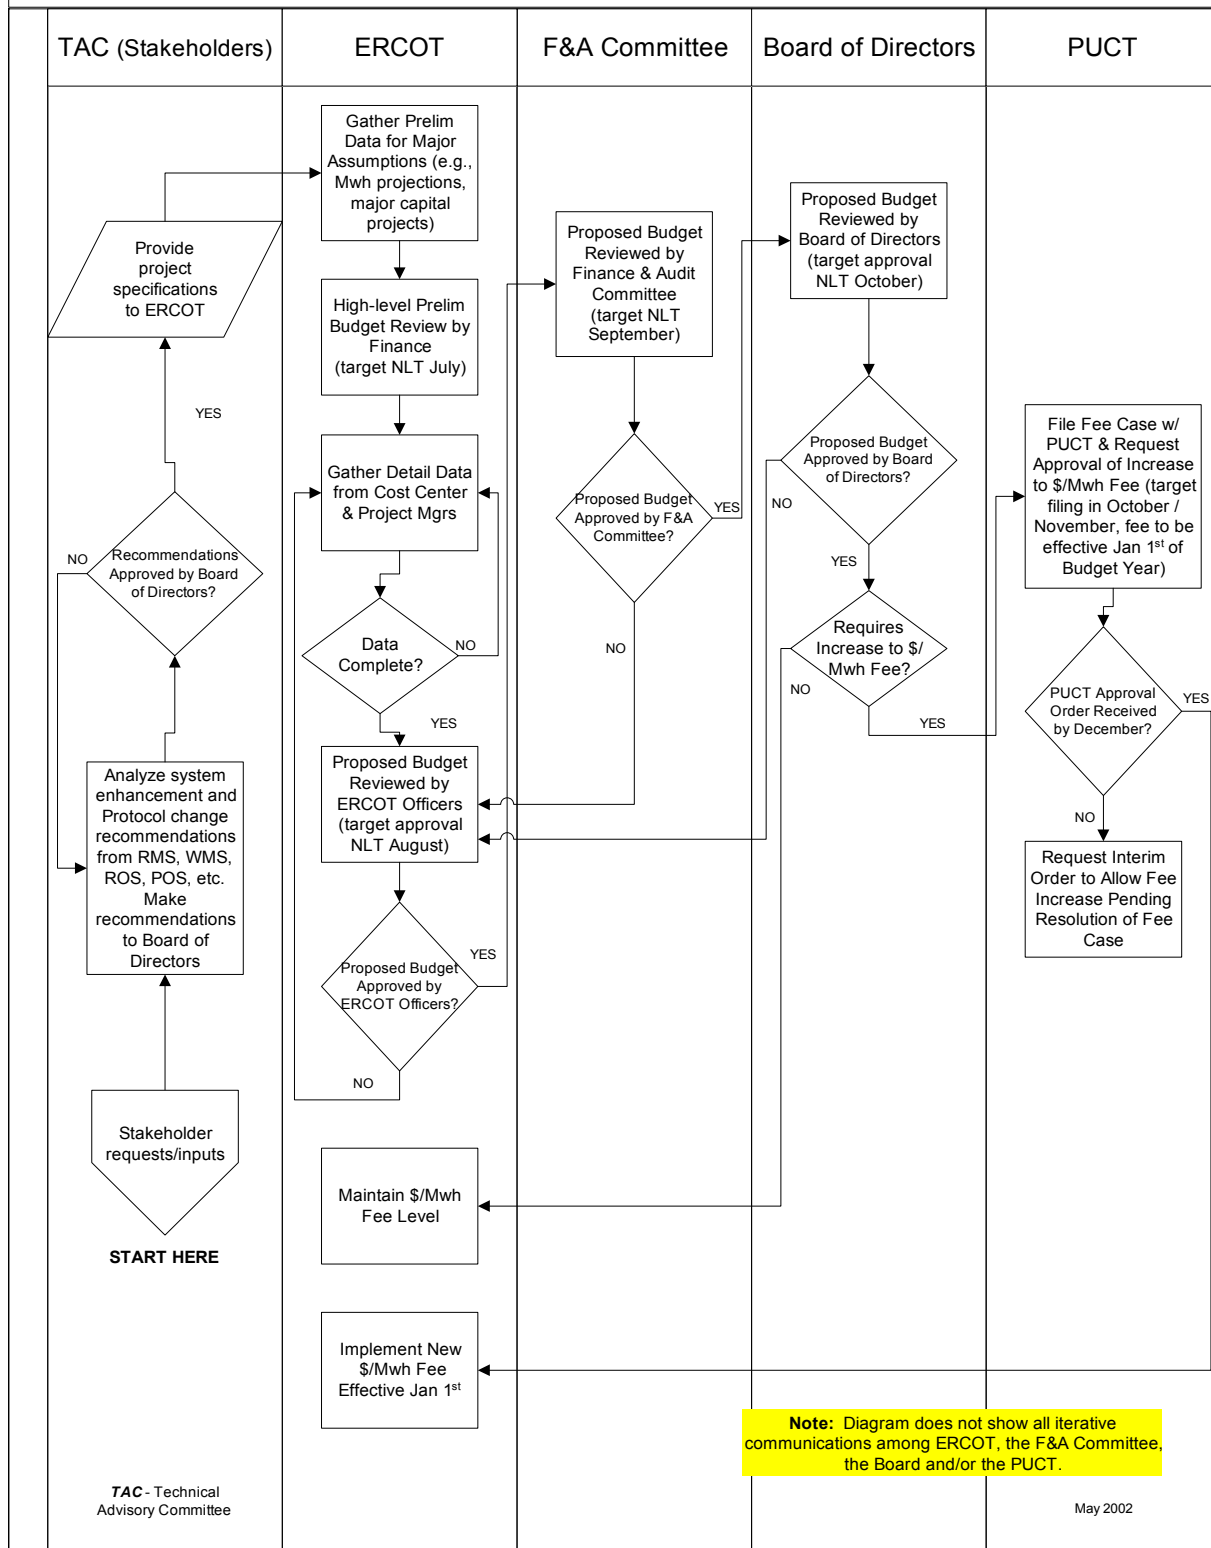 TAC (Stakeholders)
ERCOT
F&A Committee
Board of Directors
PUCT
Provide
project
specifications
to ERCOT
YES
NO
Recommendations
Approved by Board
of Directors?
Analyze system
enhancement and
Protocol change
recommendations
from RMS, WMS,
ROS, POS, etc.
Make
recommendations
to Board of
Directors
Stakeholder
requests/inputs
START HERE
TAC - Technical
Advisory Committee
Gather Prelim
Data for Major
Assumptions (e.g.,
Mwh projections,
major capital
projects)
High-level Prelim
Budget Review by
Finance
(target NLT July)
Gather Detail Data
from Cost Center
& Project Mgrs
Data
Complete?
NO
YES
Proposed Budget
Reviewed by
ERCOT Officers
(target approval
NLT August)
Proposed Budget
Approved by
ERCOT Officers?
YES
NO
Maintain $/Mwh
Fee Level
Implement New
$/Mwh Fee
Effective Jan 1st
Proposed Budget
Reviewed by
Finance & Audit
Committee
(target NLT
September)
Proposed Budget
Approved by F&A
Committee?
YES
NO
Proposed Budget
Reviewed by
Board of Directors
(target approval
NLT October)
Proposed Budget
Approved by Board
of Directors?
NO
YES
Requires
Increase to $/
Mwh Fee?
NO
YES
File Fee Case w/
PUCT & Request
Approval of Increase
to $/Mwh Fee (target
filing in October /
November, fee to be
effective Jan 1st of
Budget Year)
PUCT Approval
Order Received
by December?
YES
NO
Request Interim
Order to Allow Fee
Increase Pending
Resolution of Fee
Case
Note: Diagram does not show all iterative
communications among ERCOT, the F&A Committee,
the Board and/or the PUCT.
May 2002